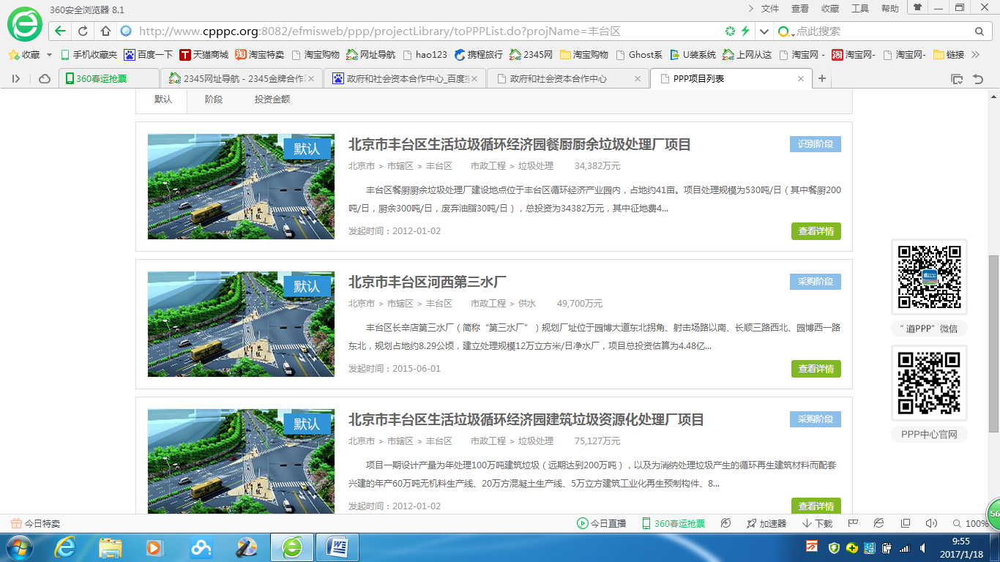 360安全浏览器 8.1
文件 查看 收藏 工具 帮助
http://www.cpppc.org:8082/efmisweb/ppp/projectLibrary/toPPPList.do?projName=丰台区
点此搜索
收藏 手机收藏夹 百度一下 天猫商城 淘宝特卖 淘宝购物 网址导航 hao123 携程旅行 2345网 淘宝购物 Ghost系 U装系统 上网从这 淘宝网 - 淘宝网- 淘宝网- 链接
360春运抢票 2345网址导航 - 2345金牌合作 政府和社会资本合作中心_百度 政府和社会资本合作中心 PPP项目列表
默认 阶段 投资金额
默认
北京市丰台区生活垃圾循环经济园餐厨厨余垃圾处理厂项目
识别阶段
北京市 > 市辖区 > 丰台区 市政工程 > 垃圾处理 34,382万元
丰台区餐厨厨余垃圾处理厂建设地点位于丰台区循环经济产业园内，占地约41亩。项目处理规模为530吨/日（其中餐厨200
吨/日，厨余300吨/日，废弃油脂30吨/日），总投资为34382万元，其中征地费4...
发起时间：2012-01-02
查看详情
默认
北京市丰台区河西第三水厂
采购阶段
北京市 > 市辖区 > 丰台区 市政工程 > 供水 49,700万元
丰台区长辛店第三水厂（简称“第三水厂”）规划厂址位于园博大道东北拐角、射击场路以南、长顺三路西北、园博西一路
东北，规划占地约8.29公顷，建立处理规模12万立方米/日净水厂，项目总投资估算为4.48亿...
发起时间：2015-06-01
查看详情
默认
北京市丰台区生活垃圾循环经济园建筑垃圾资源化处理厂项目
采购阶段
北京市 > 市辖区 > 丰台区 市政工程 > 垃圾处理 75,127万元
项目一期设计产量为年处理100万吨建筑垃圾（远期达到200万吨），以及为消纳处理垃圾产生的循环再生建筑材料而配套
兴建的年产60万吨无机料生产线、20万方混凝土生产线、5万立方建筑工业化再生预制构件、8...
发起时间：2012-01-02
查看详情
“道PPP”微信
PPP中心官网
今日特卖
今日直播 360春运抢票 加速器 下载 100%
56
9:55
2017/1/18